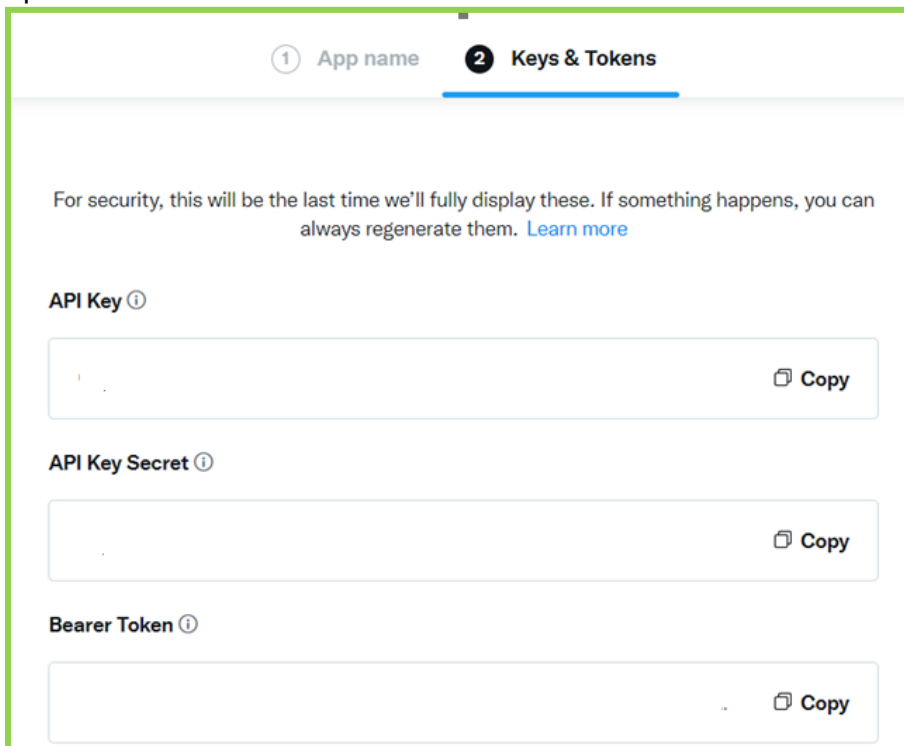 1 App name 2 Keys & Tokens
For security, this will be the last time we'll fully display these. If something happens, you can
always regenerate them. Learn more
API Key
Copy
API Key Secret
Copy
Bearer Token
Copy